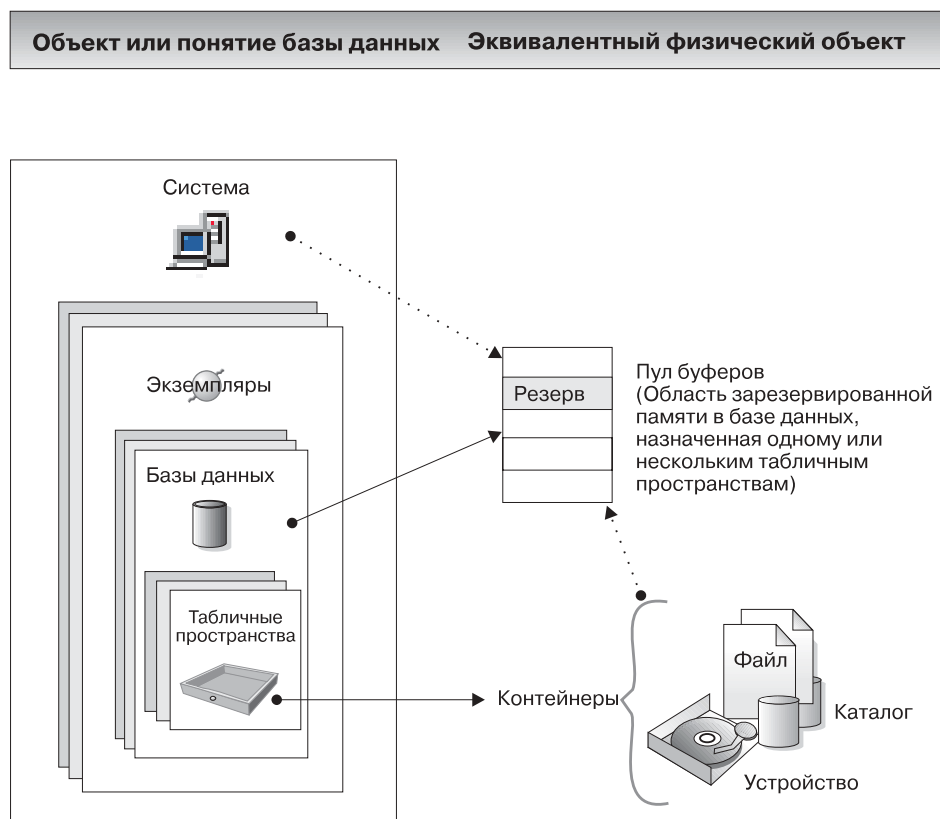 Объект или понятие базы данных Эквивалентный физический объект
Система
Экземпляры
Базы данных
Табличные
пространства
Резерв
Пул буферов
(Область зарезервированной
памяти в базе данных,
назначенная одному или
нескольким табличным
пространствам)
Контейнеры
Файл
Каталог
Устройство